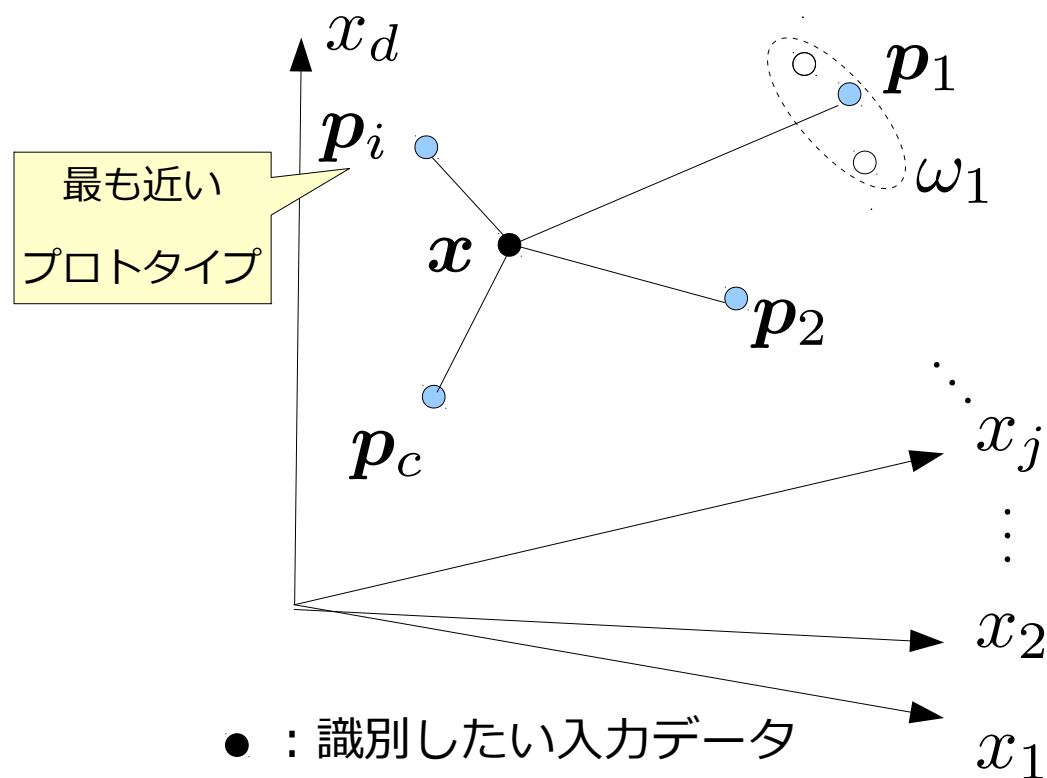 x_d
p_1
p_i
最も近い
プロトタイプ
ω_1
x
p_2
p_c
x_j
x_2
x_1
：識別したい入力データ